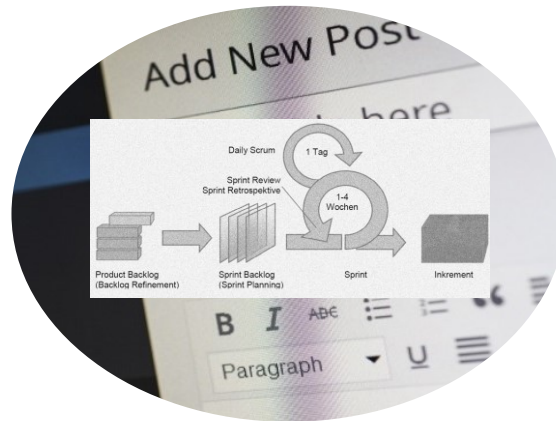 Add New Post
here
Daily Scrum
1 Tag
Sprint Review
Sprint Retrospektive
1-4
Wochen
Product Backlog
(Backlog Refinement)
Sprint Backlog
(Sprint Planning)
Sprint
Inkrement
B I ABC
Paragraph
U